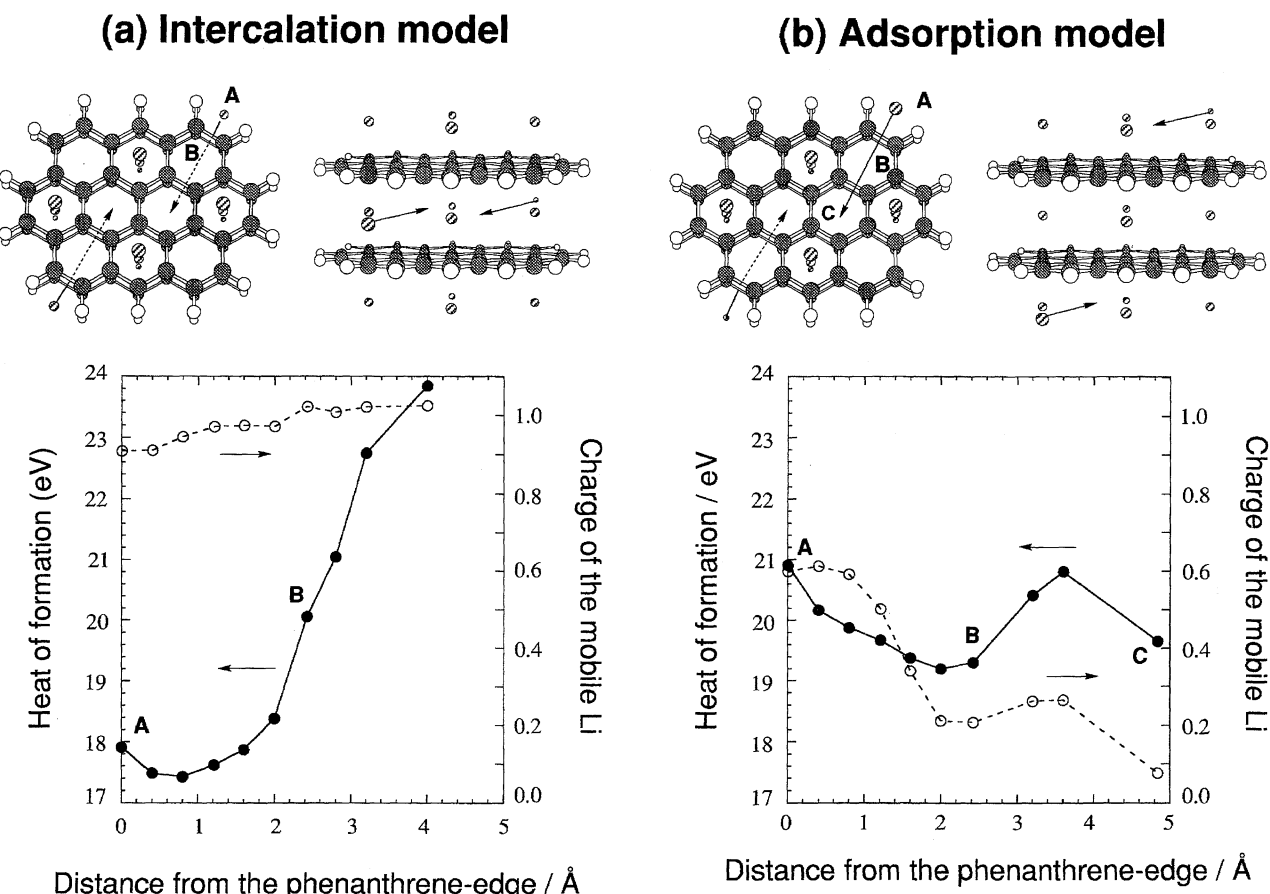 (a) Intercalation model
(b) Adsorption model
A
B
A
B
C
24
23
22
21
20
19
18
17
0
1
2
3
4
5
1.0
0.8
0.6
0.4
0.2
0.0
A
B
Heat of formation (eV)
Charge of the mobile Li
Distance from the phenanthrene-edge / Å
24
23
22
21
20
19
18
17
0
1
2
3
4
5
1.0
0.8
0.6
0.4
0.2
0.0
A
B
C
Heat of formation / eV
Charge of the mobile Li
Distance from the phenanthrene-edge / Å